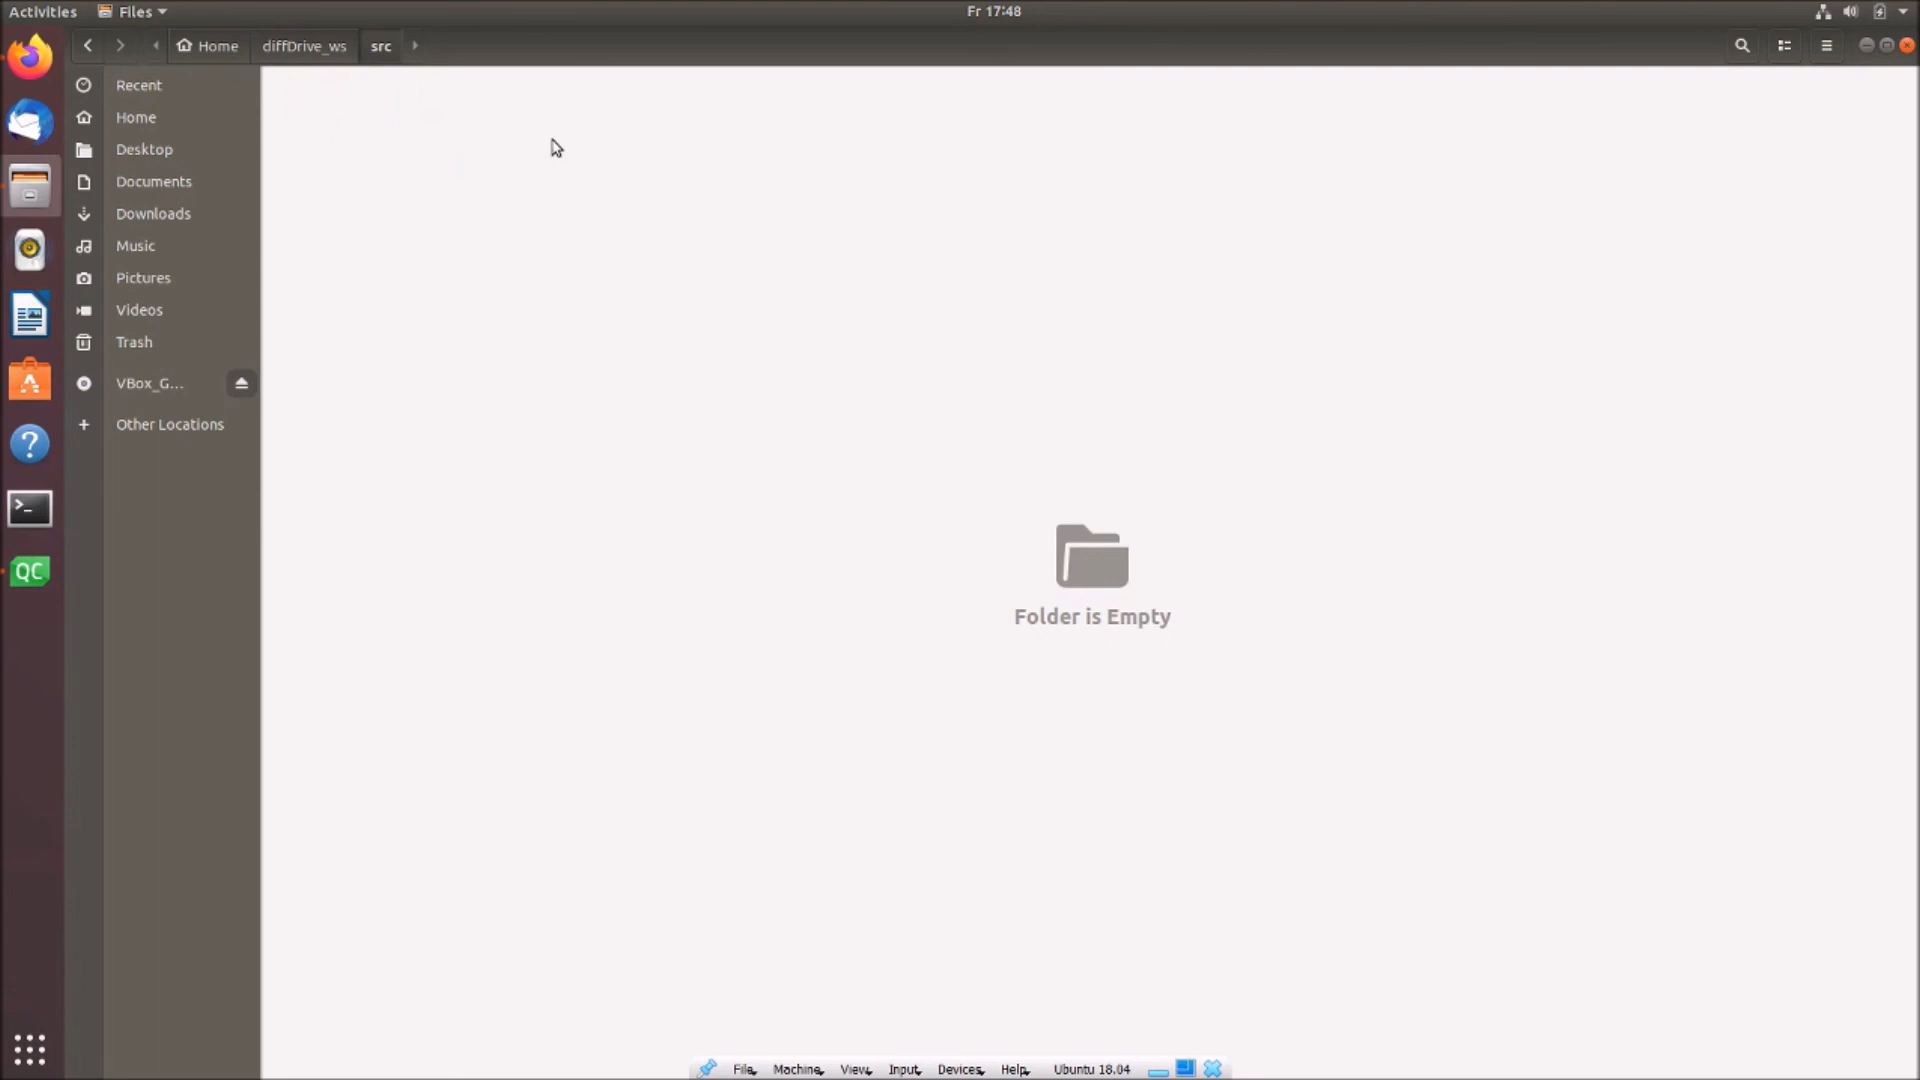 Activities Files Fr 17:48
Home diffDrive_ws src
Recent
Home
Desktop
Documents
Downloads
Music
Pictures
Videos
Trash
VBox_G...
Other Locations
>_
?
QC
Folder is Empty
File Machine View Input Devices Help Ubuntu 18.04